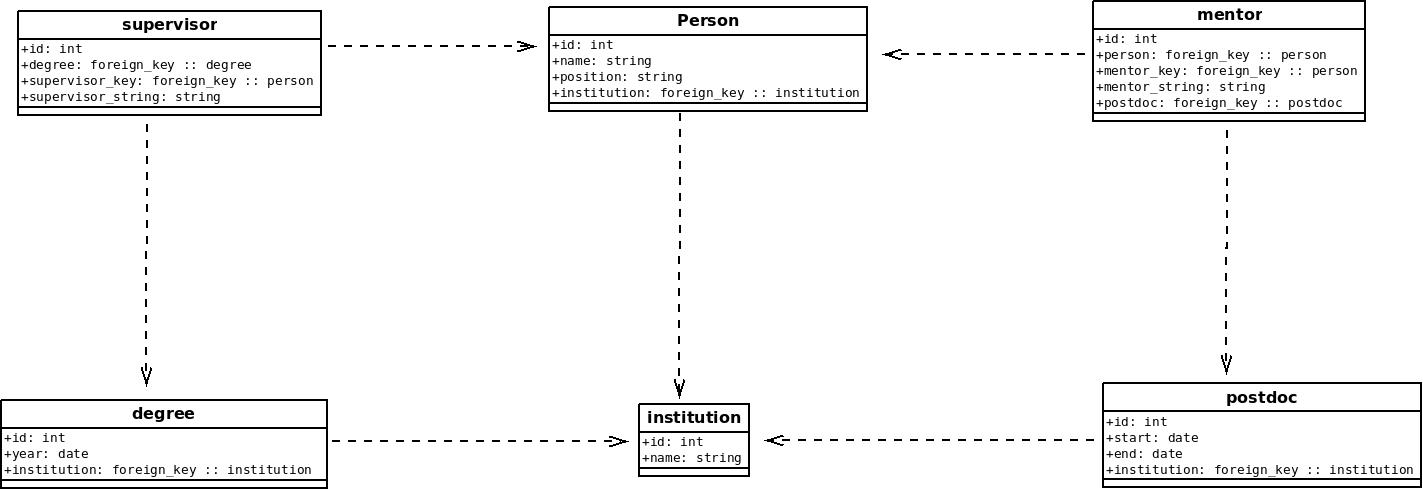 supervisor
+id: int
+degree: foreign_key :: degree
+supervisor_key: foreign_key :: person
+supervisor_string: string
Person
+id: int
+name: string
+position: string
+institution: foreign_key :: institution
mentor
+id: int
+person: foreign_key :: person
+mentor_key: foreign_key :: person
+mentor_string: string
+postdoc: foreign_key :: postdoc
degree
+id: int
+year: date
+institution: foreign_key :: institution
institution
+id: int
+name: string
postdoc
+id: int
+start: date
+end: date
+institution: foreign_key :: institution